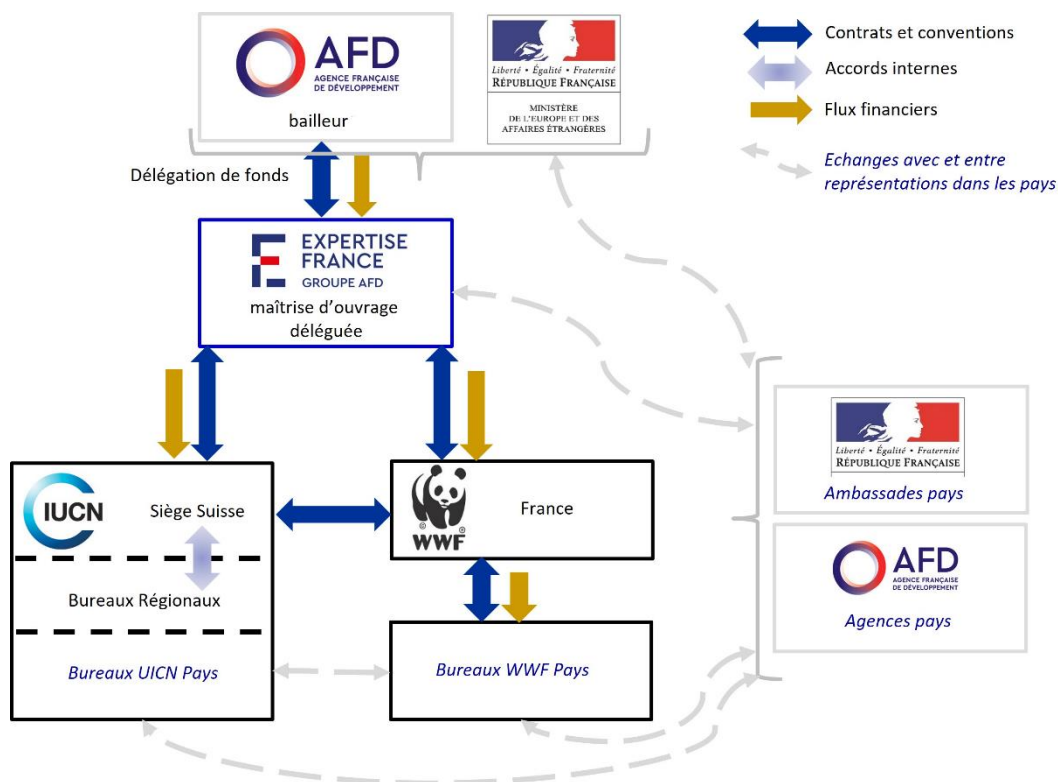 AFD
AGENCE FRANÇAISE
DE DÉVELOPPEMENT
bailleur
Liberté • Égalité • Fraternité
RÉPUBLIQUE FRANÇAISE
MINISTÈRE
DE L'EUROPE ET DES
AFFAIRES ÉTRANGÈRES
Contrats et conventions
Accords internes
Flux financiers
Echanges avec et entre
représentations dans les pays
Délégation de fonds
EXPERTISE
FRANCE
GROUPE AFD
maîtrise d'ouvrage
déléguée
IUCN
Siège Suisse
Bureaux Régionaux
Bureaux UICN Pays
©
WWF
®
France
Bureaux WWF Pays
Liberté • Égalité • Fraternité
RÉPUBLIQUE FRANÇAISE
Ambassades pays
AFD
AGENCE FRANÇAISE
DE DÉVELOPPEMENT
Agences pays